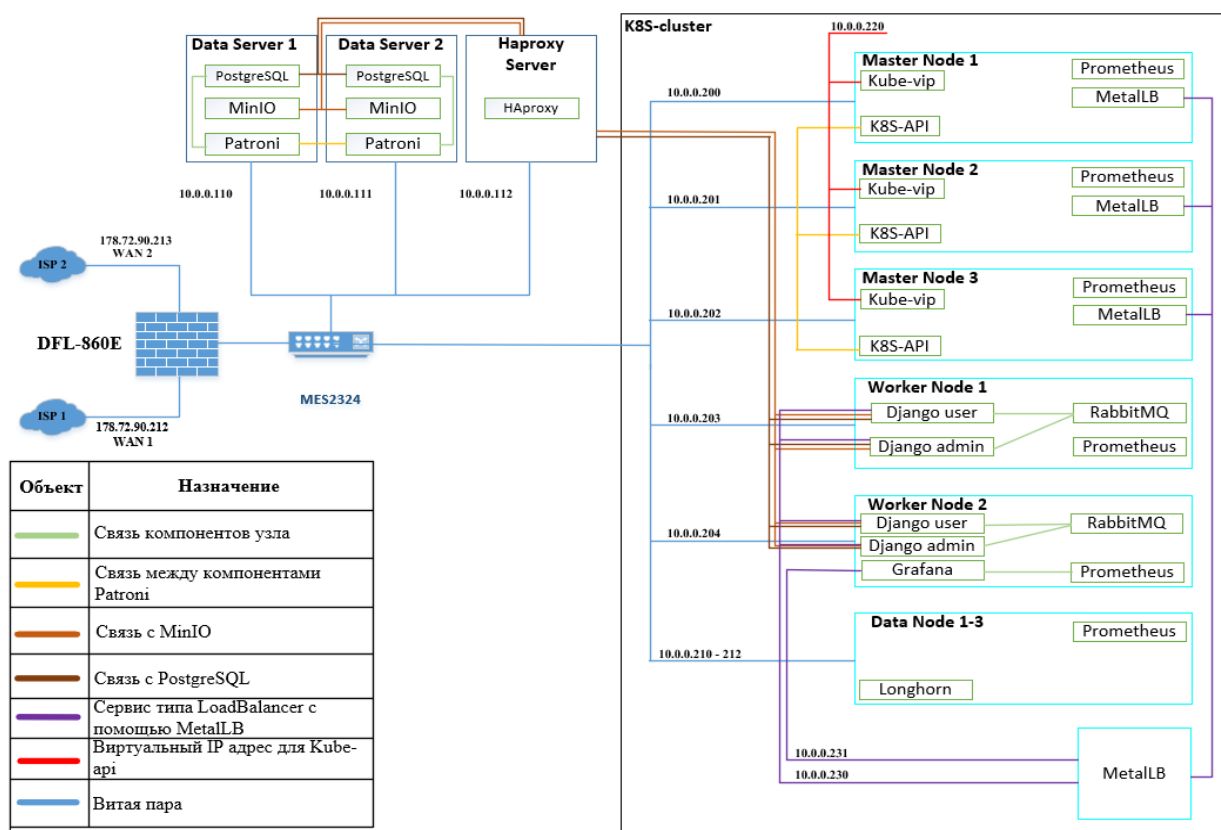 Data Server 1
PostgreSQL
MinIO
Patroni
Data Server 2
PostgreSQL
MinIO
Patroni
Haproxy
Server
HAproxy
10.0.0.110
10.0.0.111
10.0.0.112
178.72.90.213
WAN 2
ISP 2
DFL-860E
ISP 1
178.72.90.212
WAN 1
MES2324
K8S-cluster
10.0.0.220
10.0.0.200
Master Node 1
Kube-vip
K8S-API
Prometheus
MetalLB
10.0.0.201
Master Node 2
Kube-vip
K8S-API
Prometheus
MetalLB
10.0.0.202
Master Node 3
Kube-vip
K8S-API
Prometheus
MetalLB
10.0.0.203
Worker Node 1
Django user
Django admin
RabbitMQ
Prometheus
10.0.0.204
Worker Node 2
Django user
Django admin
Grafana
RabbitMQ
Prometheus
10.0.0.210 - 212
Data Node 1-3
Prometheus
Longhorn
10.0.0.231
10.0.0.230
MetalLB
Объект Назначение
Связь компонентов узла
Связь между компонентами
Patroni
Связь с MinIO
Связь с PostgreSQL
Сервис типа LoadBalancer с
помощью MetalLB
Виртуальный IP адрес для Kube-
api
Витая пара